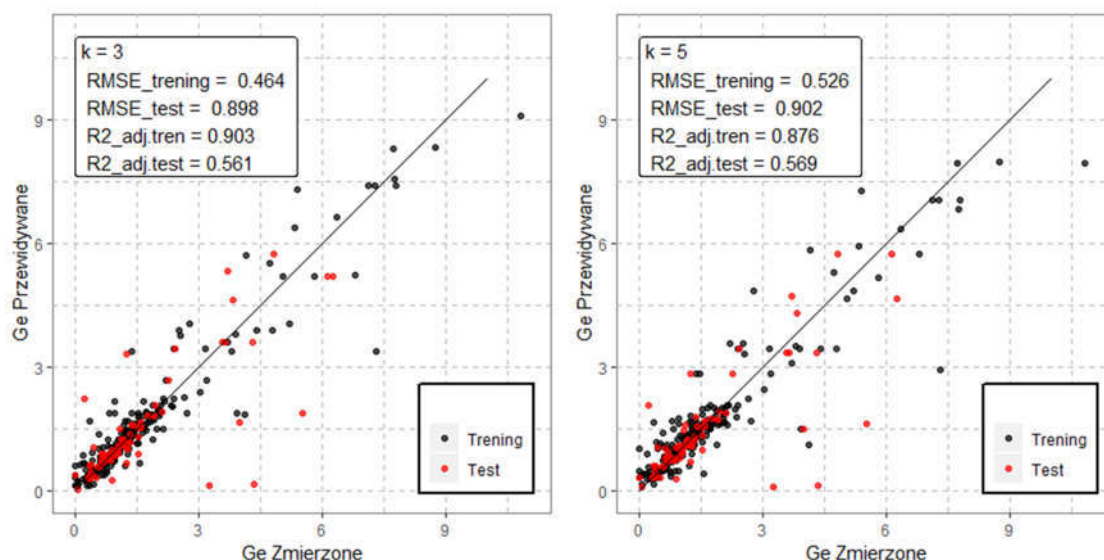 k = 3
RMSE_trening = 0.464
RMSE_test = 0.898
R2_adj.tren = 0.903
R2_adj.test = 0.561
9
6
3
0
Ge Przewidywane
Trening
Test
0 3 6 9
Ge Zmierzone
k = 5
RMSE_trening = 0.526
RMSE_test = 0.902
R2_adj.tren = 0.876
R2_adj.test = 0.569
9
6
3
0
Ge Przewidywane
Trening
Test
0 3 6 9
Ge Zmierzone